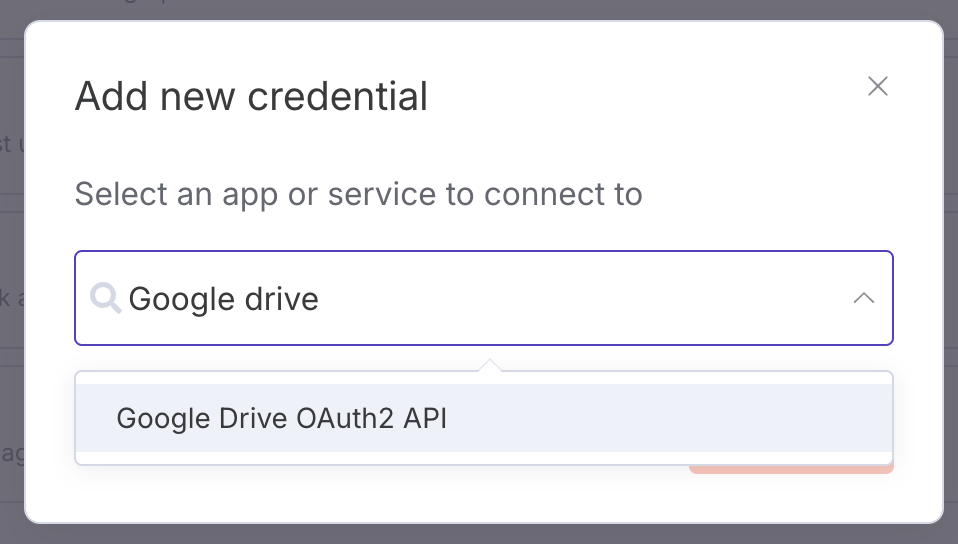 Add new credential
Select an app or service to connect to
Google drive
Google Drive OAuth2 API